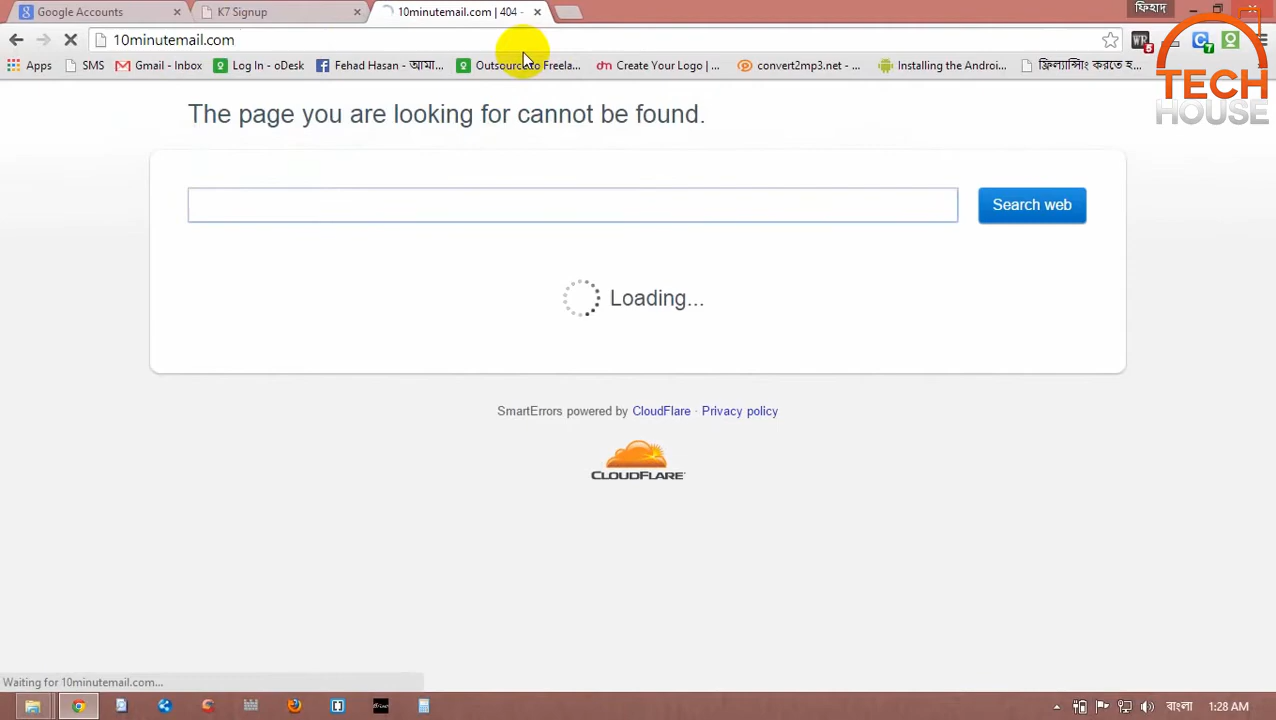 Google Accounts
K7 Signup
10minutemail.com | 404 -
ফিহাদ
10minutemail.com
Apps
SMS
Gmail - Inbox
Log In - oDesk
Fehad Hasan - আমা...
Outsource to Freela...
Create Your Logo | ...
convert2mp3.net - ...
Installing the Androi...
ফ্রিল্যান্সিং করতে হ...
TECH
HOUSE
The page you are looking for cannot be found.
Search web
Loading...
SmartErrors powered by CloudFlare · Privacy policy
CLOUDFLARE
Waiting for 10minutemail.com...
বাংলা
1:28 AM